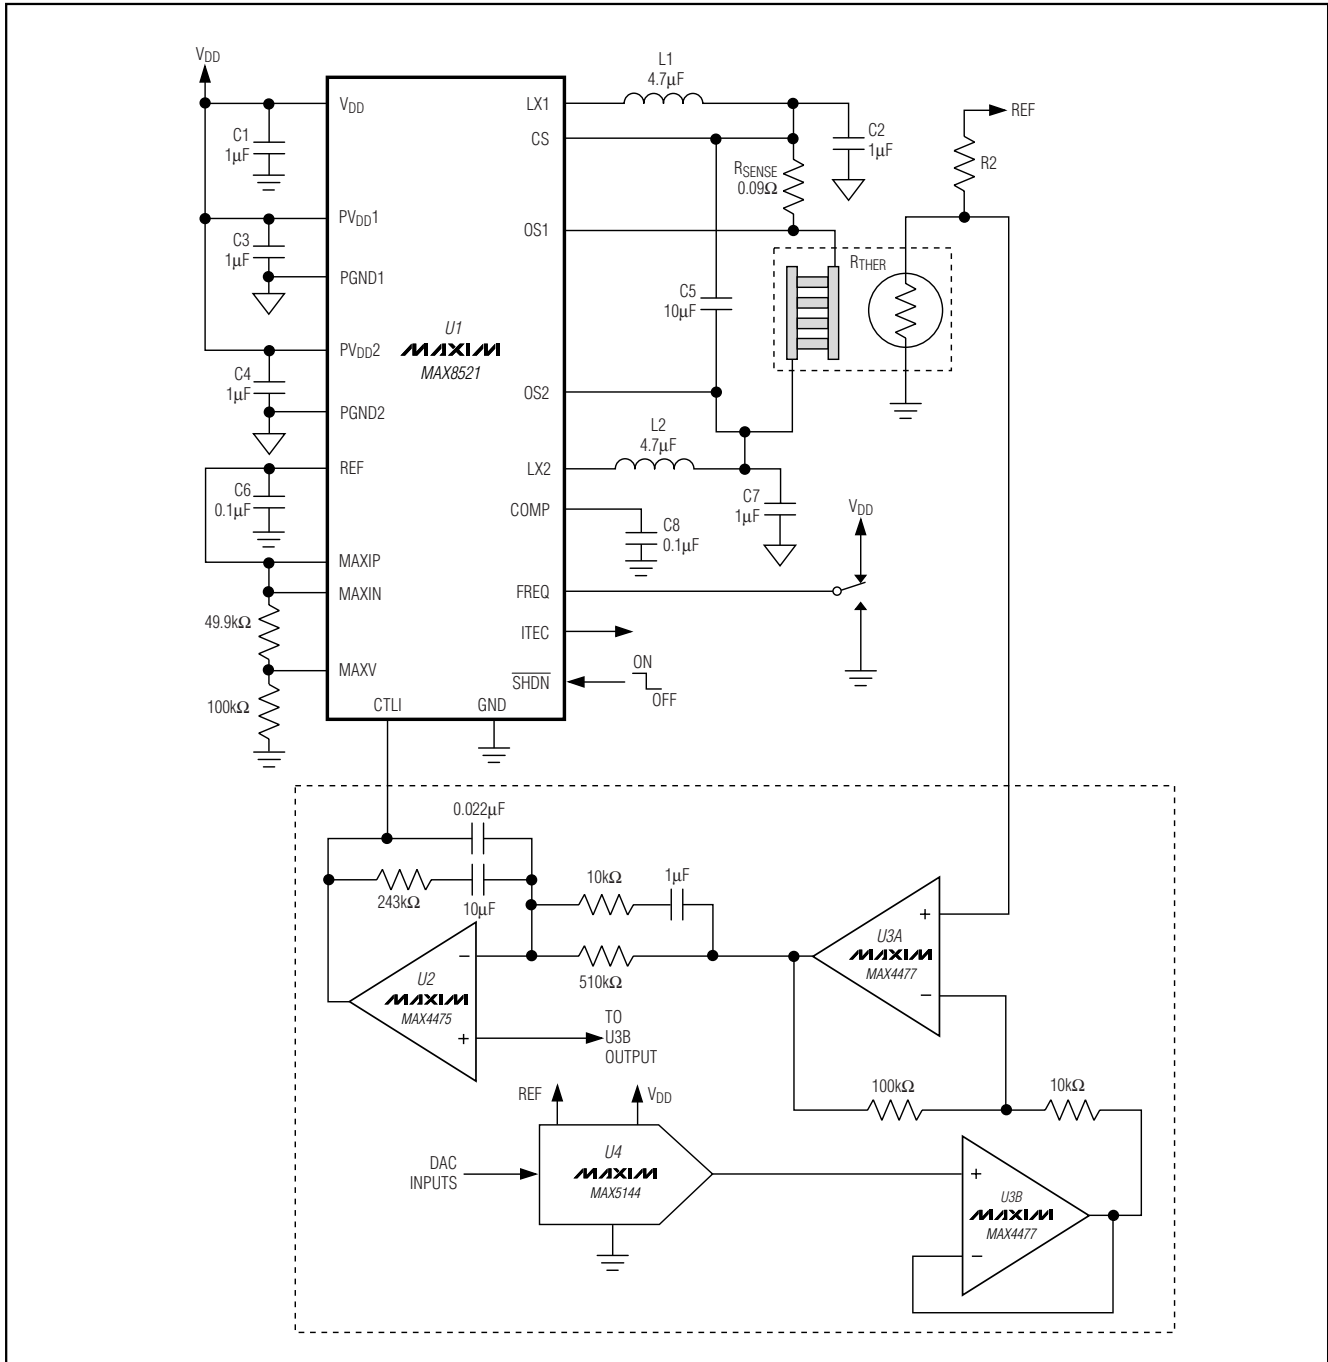 VDD
VDD
C1
1µF
PVDD1
C3
1µF
PGND1
PVDD2
C4
1µF
PGND2
REF
C6
0.1µF
MAXIP
MAXIN
49.9kΩ
MAXV
100kΩ
CTLI
GND
U1
MAXIM
MAX8521
LX1
CS
OS1
OS2
LX2
COMP
FREQ
ITEC
SHDN
L1
4.7µF
C2
1µF
RSENSE
0.09Ω
REF
R2
RTHER
C5
10µF
L2
4.7µF
C7
1µF
C8
0.1µF
VDD
ON
OFF
0.022µF
243kΩ
10µF
10kΩ
1µF
510kΩ
−
U2
MAXIM
MAX4475
+
TO
U3B
OUTPUT
+
U3A
MAXIM
MAX4477
−
100kΩ
10kΩ
REF
VDD
DAC
INPUTS
U4
MAXIM
MAX5144
+
U3B
MAXIM
MAX4477
−